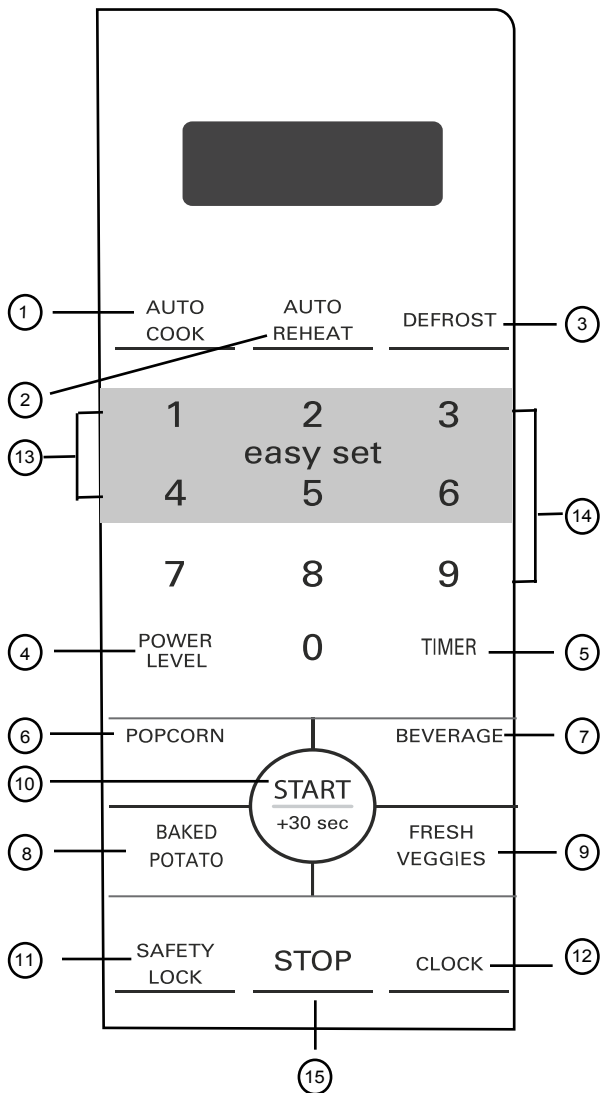 1
AUTO
COOK
AUTO
REHEAT
DEFROST
3
2
1
2
3
13
easy set
4
5
6
14
7
8
9
4
POWER
LEVEL
0
TIMER
5
6
POPCORN
BEVERAGE
7
10
START
+30 sec
8
BAKED
POTATO
FRESH
VEGGIES
9
11
SAFETY
LOCK
STOP
CLOCK
12
15